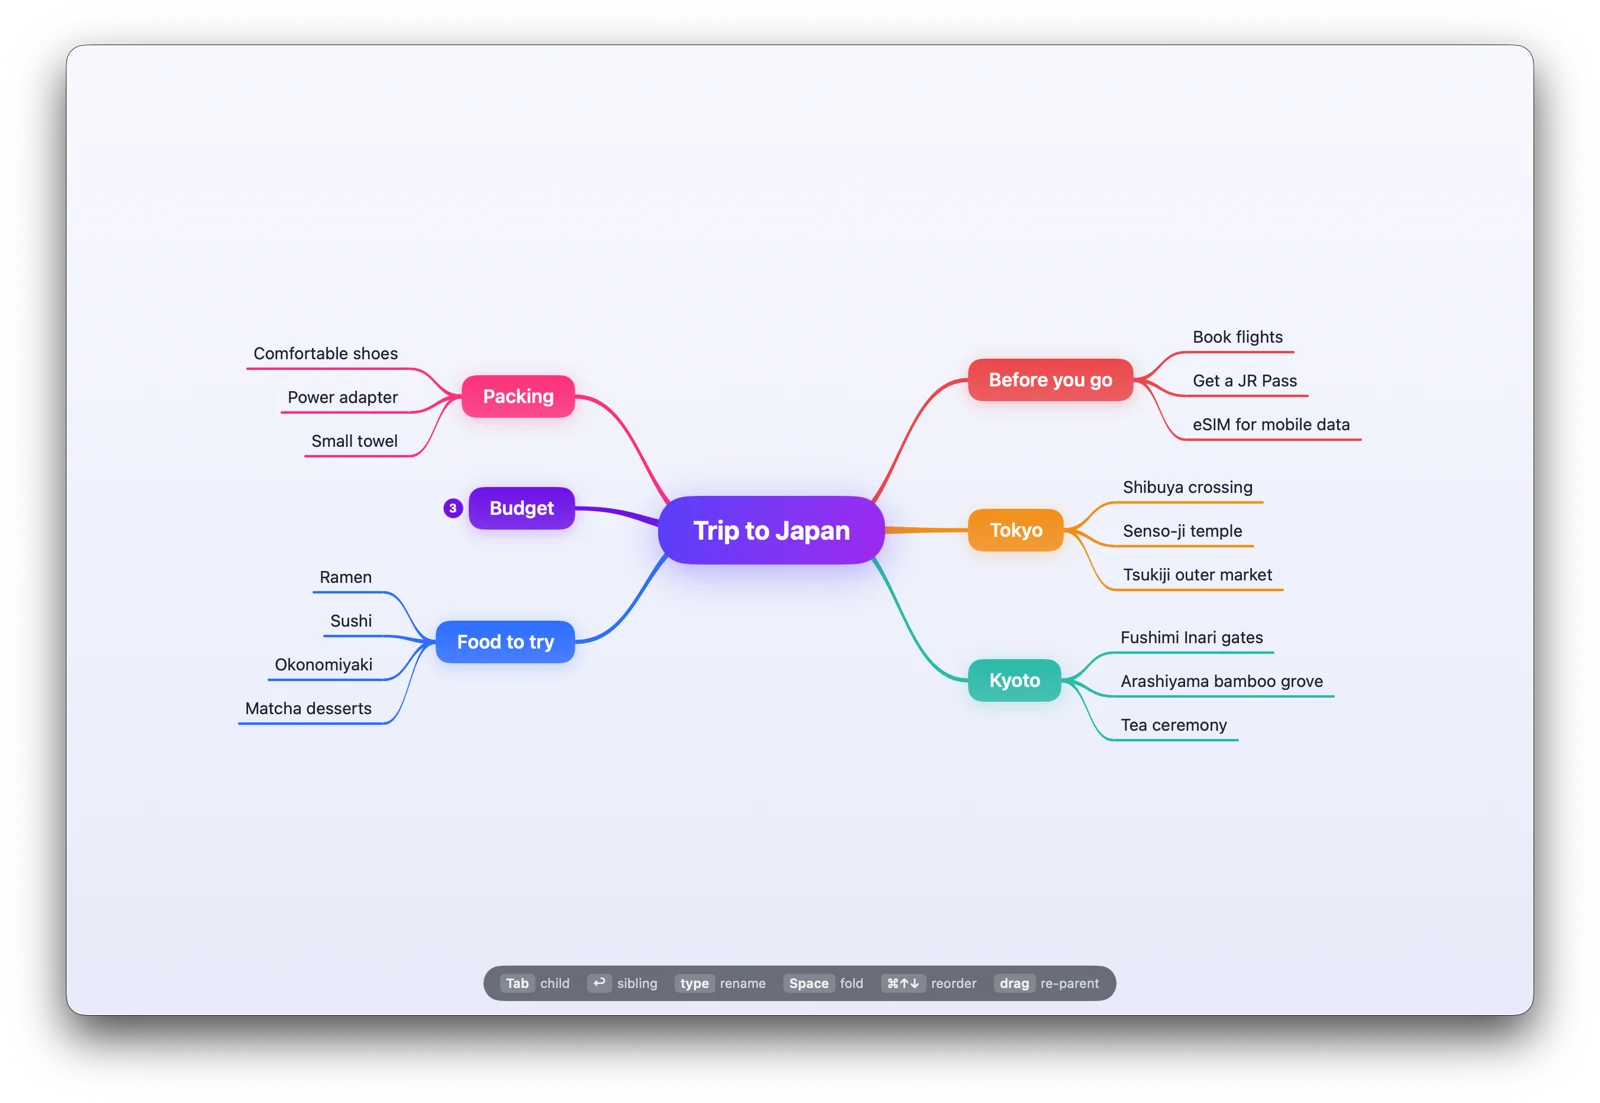 Trip to Japan
Before you go
Book flights
Get a JR Pass
eSIM for mobile data
Tokyo
Shibuya crossing
Senso-ji temple
Tsukiji outer market
Kyoto
Fushimi Inari gates
Arashiyama bamboo grove
Tea ceremony
Packing
Comfortable shoes
Power adapter
Small towel
3 Budget
Food to try
Ramen
Sushi
Okonomiyaki
Matcha desserts
Tab child ↩ sibling type rename Space fold ⌘↑↓ reorder drag re-parent